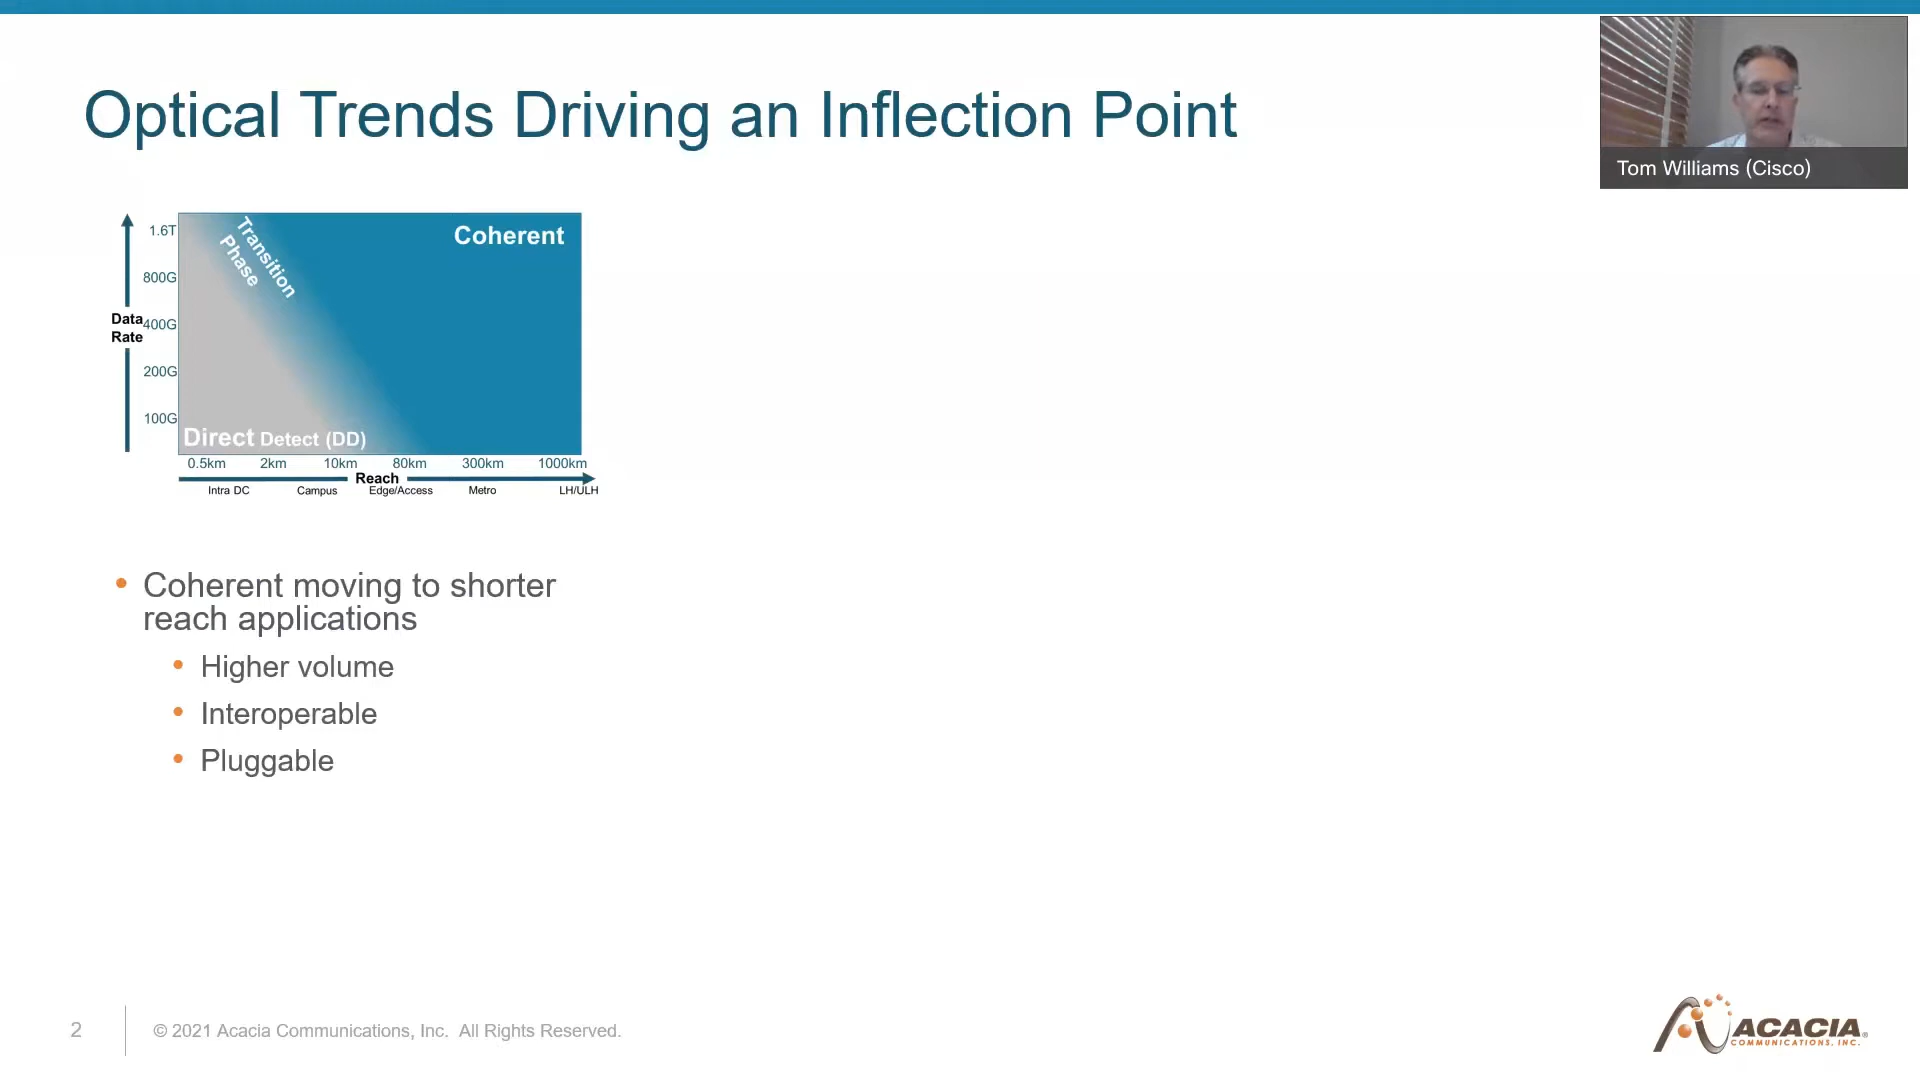 Optical Trends Driving an Inflection Point
Tom Williams (Cisco)
1.6T
800G
400G
200G
100G
Data
Rate
Transition
Phase
Coherent
Direct Detect (DD)
0.5km 2km 10km 80km 300km 1000km
Reach
Intra DC Campus Edge/Access Metro LH/ULH
• Coherent moving to shorter
reach applications
• Higher volume
• Interoperable
• Pluggable
2
© 2021 Acacia Communications, Inc. All Rights Reserved.
ACACIA®
COMMUNICATIONS, INC.